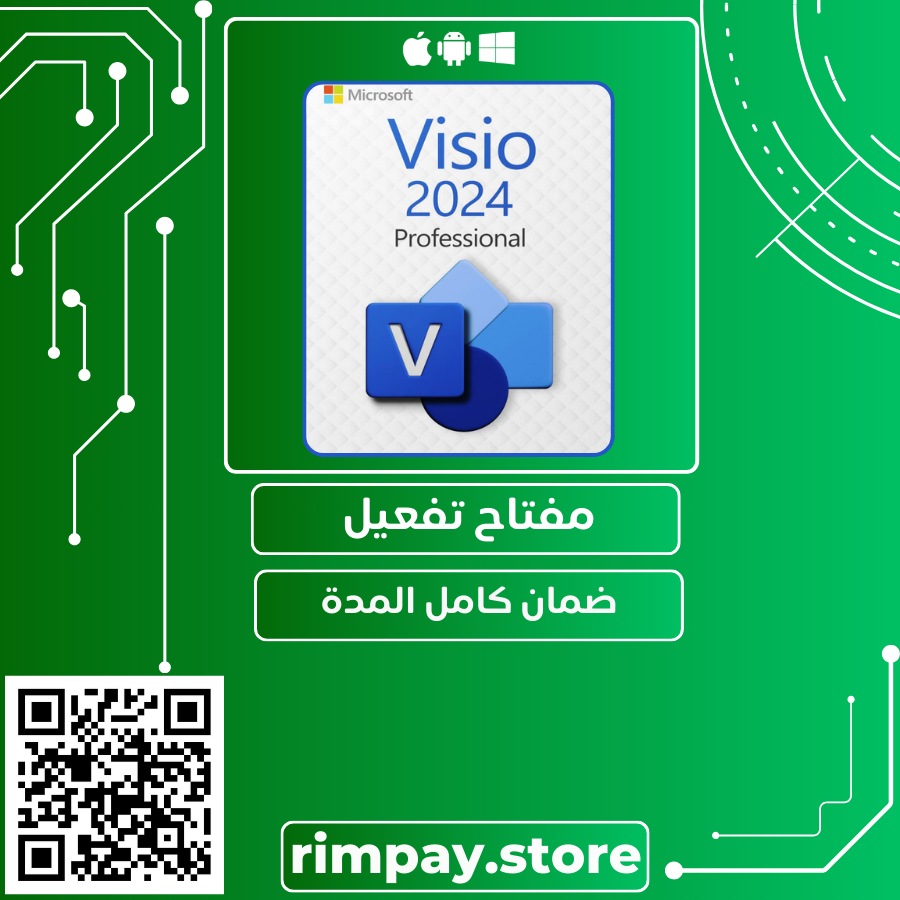 Microsoft
Visio
2024
Professional
V
مفتاح تفعيل
ضمان كامل المدة
rimpay.store